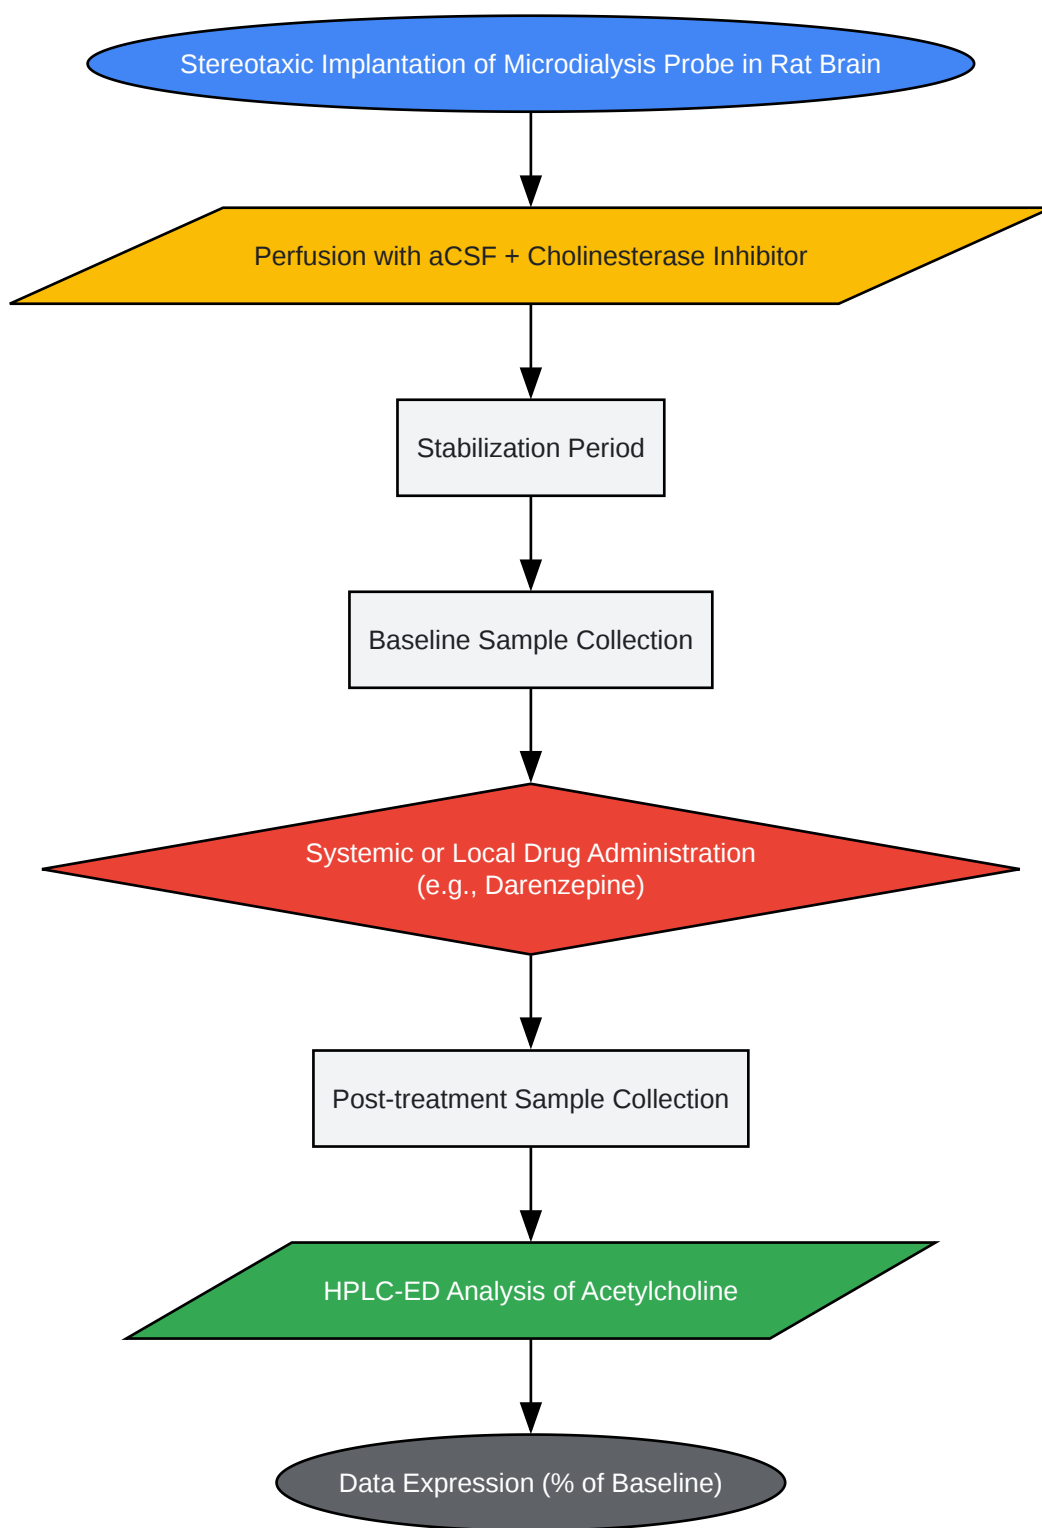 Stereotaxic Implantation of Microdialysis Probe in Rat Brain
Perfusion with aCSF + Cholinesterase Inhibitor
Stabilization Period
Baseline Sample Collection
Systemic or Local Drug Administration
(e.g., Darenzepine)
Post-treatment Sample Collection
HPLC-ED Analysis of Acetylcholine
Data Expression (% of Baseline)